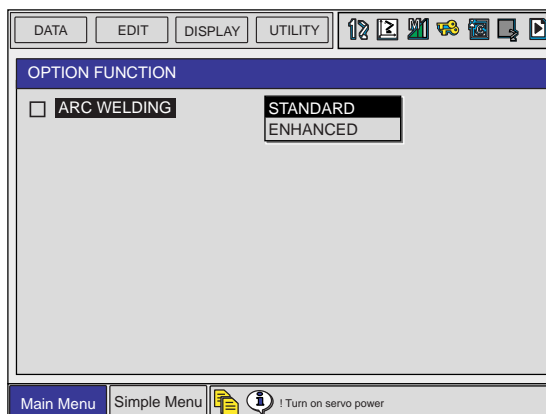 DATA EDIT DISPLAY UTILITY
OPTION FUNCTION
ARC WELDING STANDARD
ENHANCED
Main Menu Simple Menu ! Turn on servo power